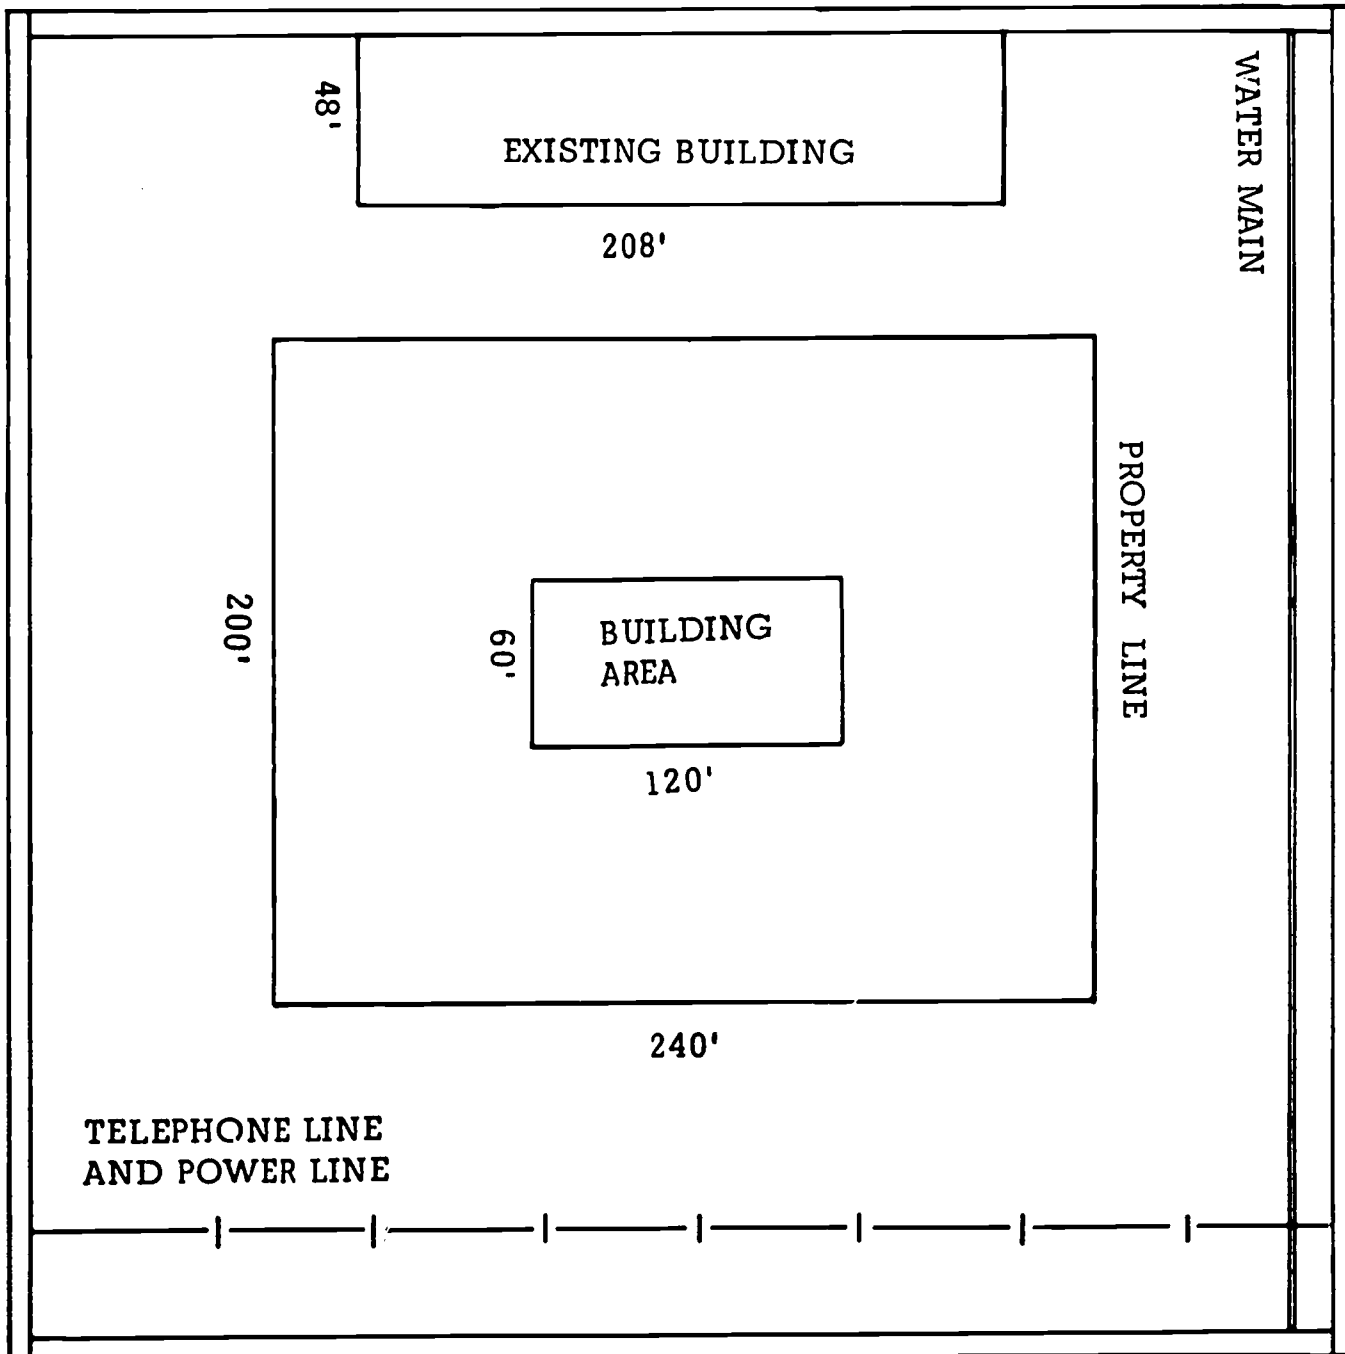 48'
EXISTING BUILDING
208'
WATER MAIN
PROPERTY LINE
200'
60'
BUILDING
AREA
120'
240'
TELEPHONE LINE
AND POWER LINE